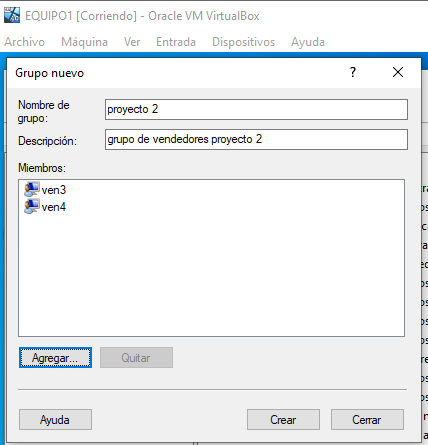 EQUIPO1 [Corriendo] - Oracle VM VirtualBox
Archivo Máquina Ver Entrada Dispositivos Ayuda
Grupo nuevo ?
Nombre de
grupo:
proyecto 2
Descripción:
grupo de vendedores proyecto 2
Miembros:
ven3
ven4
Agregar... Quitar
Ayuda Crear Cerrar